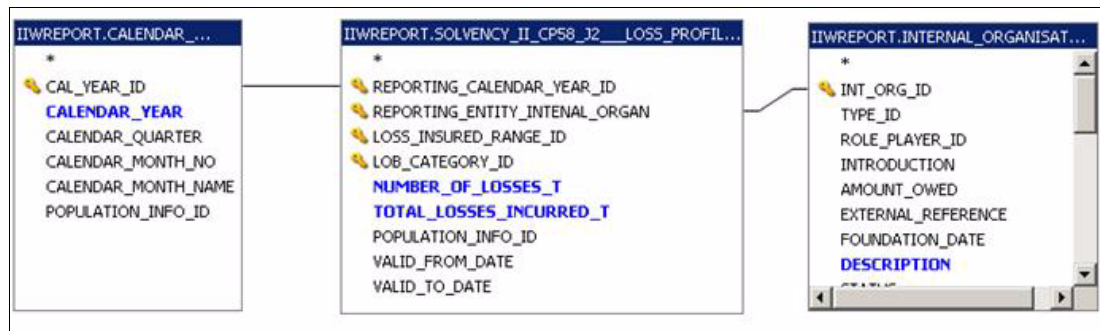 IIWREPORT.CALENDAR_...
*
CAL_YEAR_ID
CALENDAR_YEAR
CALENDAR_QUARTER
CALENDAR_MONTH_NO
CALENDAR_MONTH_NAME
POPULATION_INFO_ID
IIWREPORT.SOLVENCY_II_CP58_J2___LOSS_PROFIL...
*
REPORTING_CALENDAR_YEAR_ID
REPORTING_ENTITY_INTENAL_ORGAN
LOSS_INSURED_RANGE_ID
LOB_CATEGORY_ID
NUMBER_OF_LOSSES_T
TOTAL_LOSSES_INCURRED_T
POPULATION_INFO_ID
VALID_FROM_DATE
VALID_TO_DATE
IIWREPORT.INTERNAL_ORGANISAT...
*
INT_ORG_ID
TYPE_ID
ROLE_PLAYER_ID
INTRODUCTION
AMOUNT_OWED
EXTERNAL_REFERENCE
FOUNDATION_DATE
DESCRIPTION